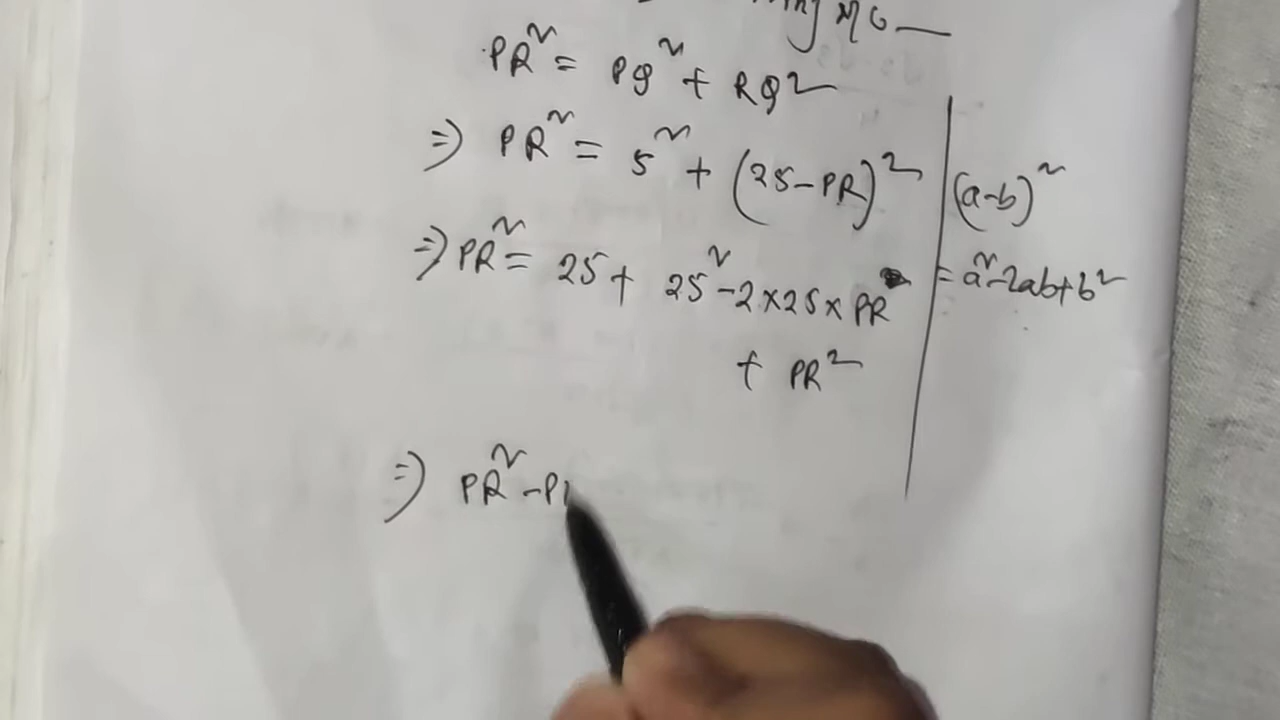 PR² = PQ² + RQ²
⇒ PR² = 5² + (25-PR)²
⇒ PR² = 25 + 25² - 2×25×PR
+ PR²
⇒ PR² - P
(a-b)²
= a² - 2ab + b²